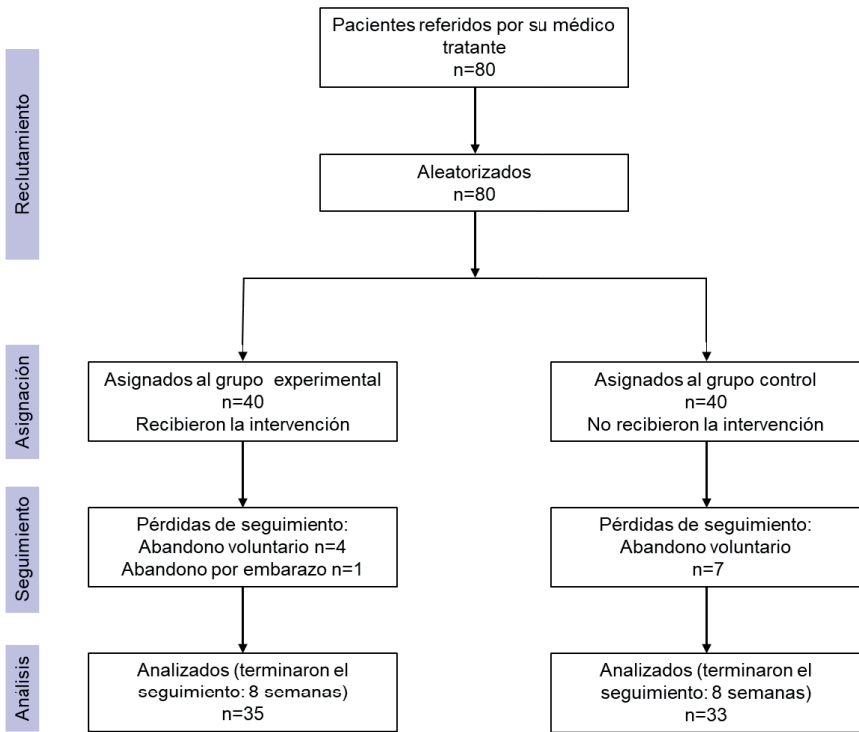 Reclutamiento
Pacientes referidos por su médico
tratante
n=80
Aleatorizados
n=80
Asignación
Asignados al grupo experimental
n=40
Recibieron la intervención
Asignados al grupo control
n=40
No recibieron la intervención
Seguimiento
Pérdidas de seguimiento:
Abandono voluntario n=4
Abandono por embarazo n=1
Pérdidas de seguimiento:
Abandono voluntario
n=7
Análisis
Analizados (terminaron el
seguimiento: 8 semanas)
n=35
Analizados (terminaron el
seguimiento: 8 semanas)
n=33